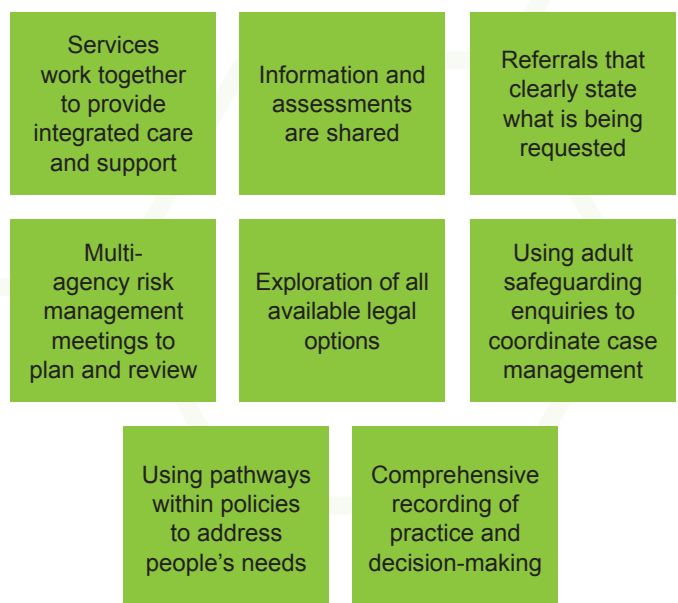 Services
work together
to provide
integrated care
and support
Information and
assessments
are shared
Referrals that
clearly state
what is being
requested
Multi-
agency risk
management
meetings to
plan and review
Exploration of all
available legal
options
Using adult
safeguarding
enquiries to
coordinate case
management
Using pathways
within policies
to address
people’s needs
Comprehensive
recording of
practice and
decision-making